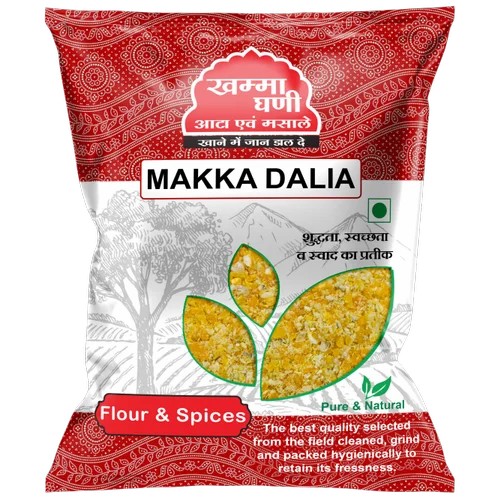 खम्मा
घणी
आटा एवं मसाले
खाने में जान डाल दे
MAKKA DALIA
शुद्धता, स्वच्छता
व स्वाद का प्रतीक
Pure & Natural
Flour & Spices
The best quality selected
from the field cleaned, grind
and packed hygienically to
retain its fressness.